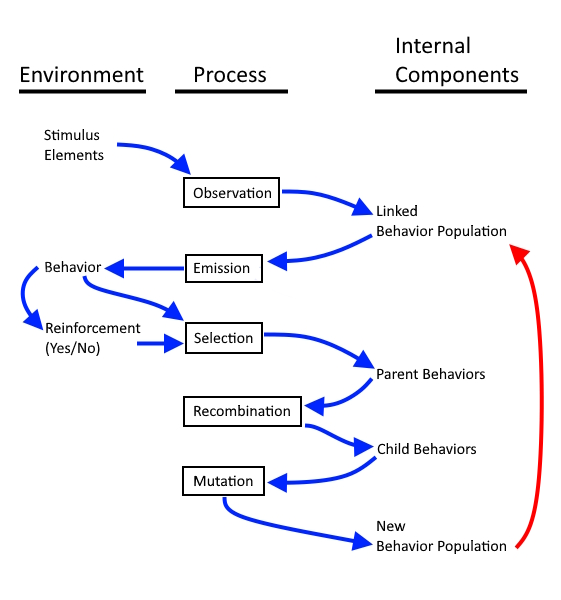 Environment
Process
Internal
Components
Stimulus
Elements
Observation
Linked
Behavior Population
Emission
Behavior
Reinforcement
(Yes/No)
Selection
Parent Behaviors
Recombination
Child Behaviors
Mutation
New
Behavior Population